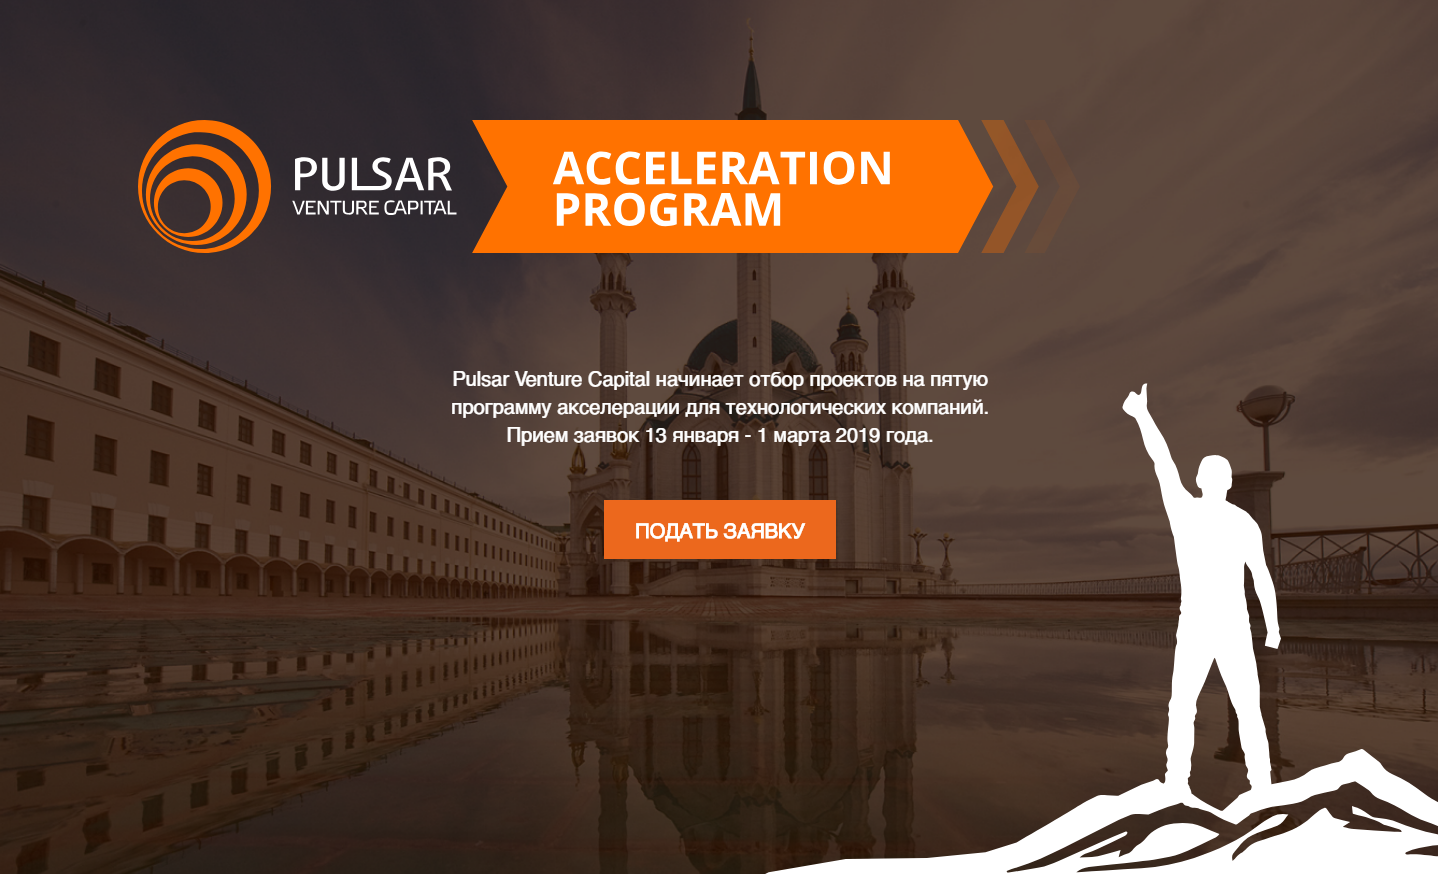 PULSAR
VENTURE CAPITAL
ACCELERATION
PROGRAM
Pulsar Venture Capital начинает отбор проектов на пятую
программу акселерации для технологических компаний.
Прием заявок 13 января - 1 марта 2019 года.
ПОДАТЬ ЗАЯВКУ